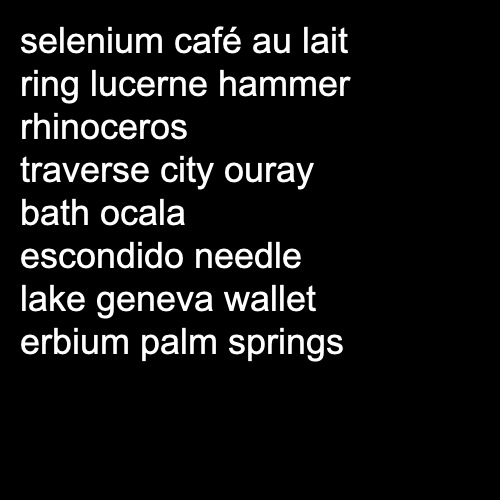 selenium café au lait
ring lucerne hammer
rhinoceros
traverse city ouray
bath ocala
escondido needle
lake geneva wallet
erbium palm springs